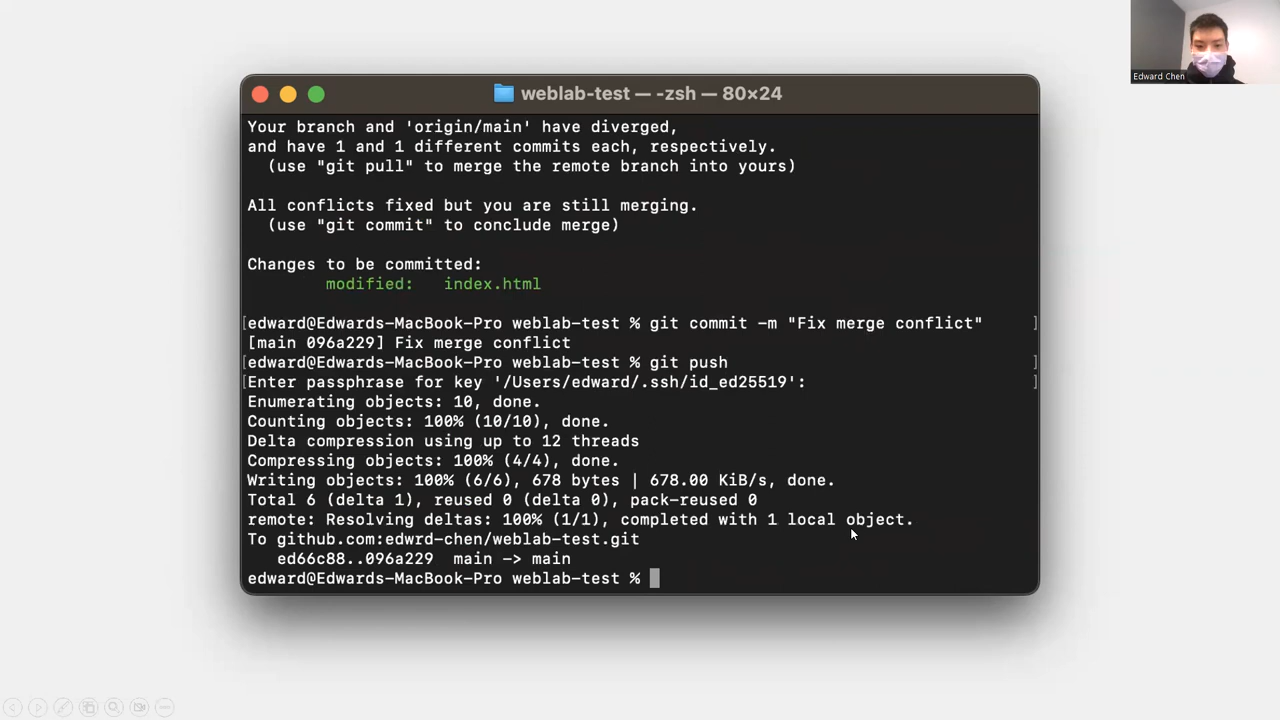 Edward Chen
weblab-test — -zsh — 80×24
Your branch and 'origin/main' have diverged,
and have 1 and 1 different commits each, respectively.
  (use "git pull" to merge the remote branch into yours)
All conflicts fixed but you are still merging.
  (use "git commit" to conclude merge)
Changes to be committed:
        modified:   index.html
[edward@Edwards-MacBook-Pro weblab-test % git commit -m "Fix merge conflict"     ]
[main 096a229] Fix merge conflict
[edward@Edwards-MacBook-Pro weblab-test % git push                               ]
[Enter passphrase for key '/Users/edward/.ssh/id_ed25519':                       ]
Enumerating objects: 10, done.
Counting objects: 100% (10/10), done.
Delta compression using up to 12 threads
Compressing objects: 100% (4/4), done.
Writing objects: 100% (6/6), 678 bytes | 678.00 KiB/s, done.
Total 6 (delta 1), reused 0 (delta 0), pack-reused 0
remote: Resolving deltas: 100% (1/1), completed with 1 local object.
To github.com:edwrd-chen/weblab-test.git
   ed66c88..096a229  main -> main
edward@Edwards-MacBook-Pro weblab-test %